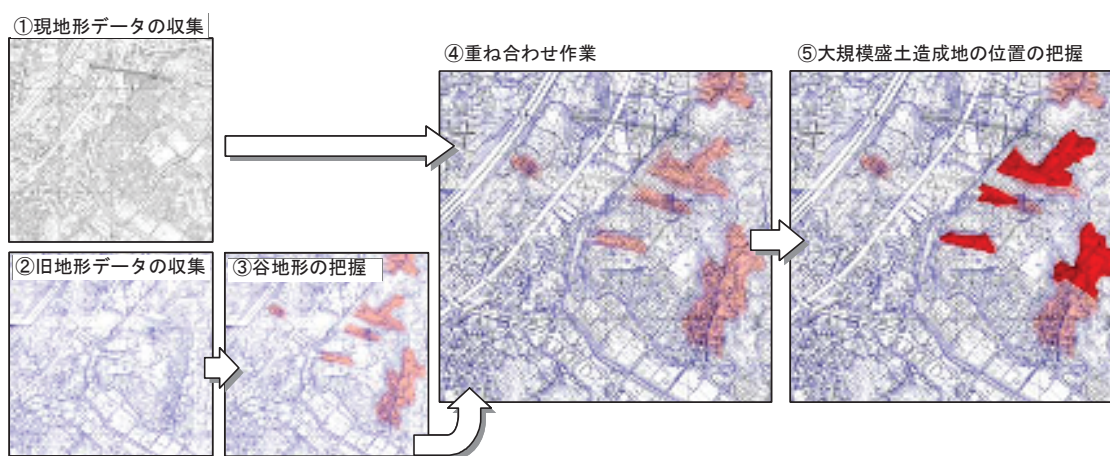 ①現地形データの収集
②旧地形データの収集
③谷地形の把握
④重ね合わせ作業
⑤大規模盛土造成地の位置の把握